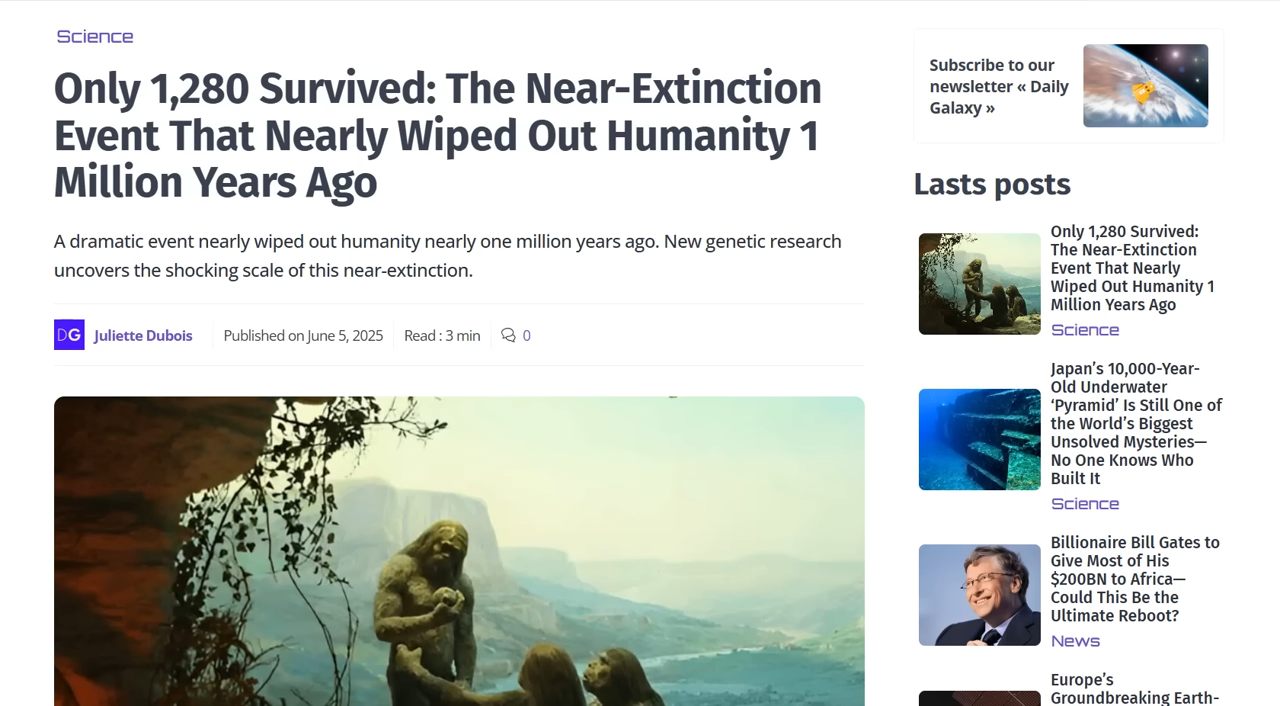 Science
Only 1,280 Survived: The Near-Extinction
Event That Nearly Wiped Out Humanity 1
Million Years Ago
A dramatic event nearly wiped out humanity nearly one million years ago. New genetic research
uncovers the shocking scale of this near-extinction.
DG Juliette Dubois Published on June 5, 2025 Read : 3 min 0
Subscribe to our
newsletter « Daily
Galaxy »
Lasts posts
Only 1,280 Survived:
The Near-Extinction
Event That Nearly
Wiped Out Humanity 1
Million Years Ago
Science
Japan’s 10,000-Year-
Old Underwater
‘Pyramid’ Is Still One of
the World’s Biggest
Unsolved Mysteries—
No One Knows Who
Built It
Science
Billionaire Bill Gates to
Give Most of His
$200BN to Africa—
Could This Be the
Ultimate Reboot?
News
Europe’s
Groundbreaking Earth-